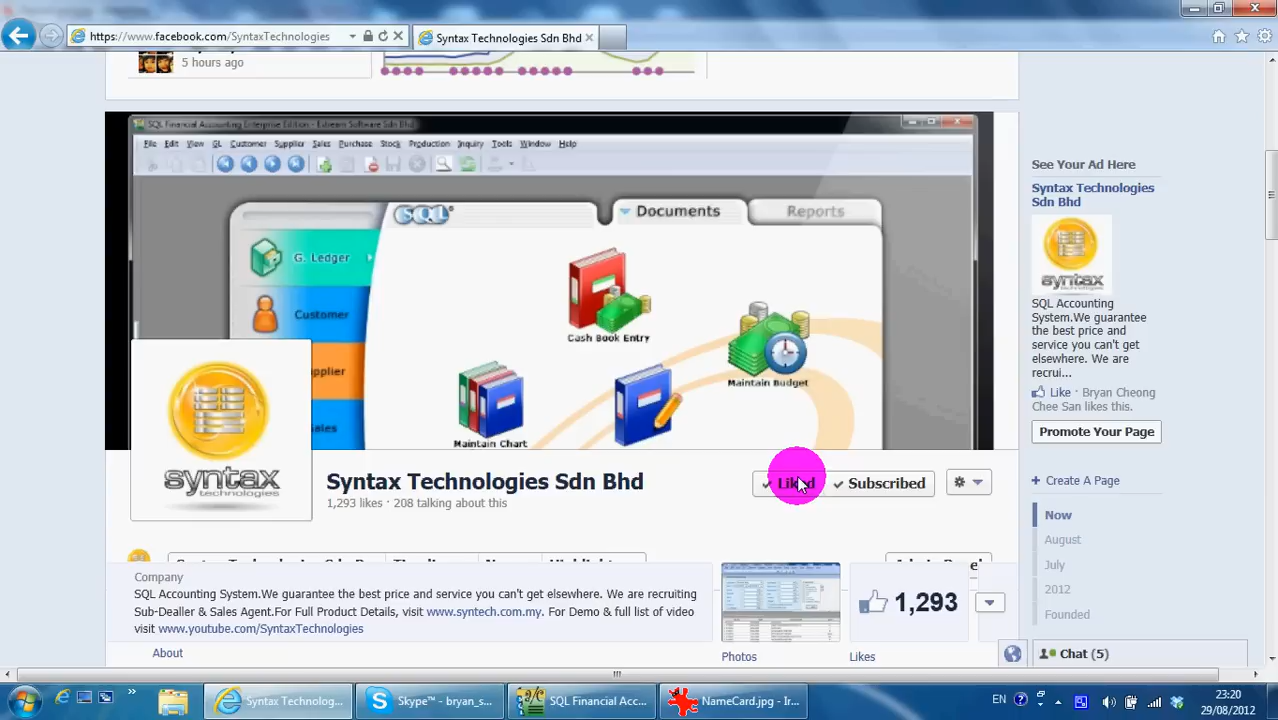 https://www.facebook.com/SyntaxTechnologies
Syntax Technologies Sdn Bhd
5 hours ago
SQL Financial Accounting Enterprise Edition - Estream Software Sdn Bhd
File Edit View GL Customer Supplier Sales Purchase Stock Production Inquiry Tools Window Help
SQL
Documents
Reports
G. Ledger
Customer
Cash Book Entry
Maintain Budget
Maintain Chart
syntax
technologies
Syntax Technologies Sdn Bhd
1,293 likes · 208 talking about this
Liked
Subscribed
Company
SQL Accounting System.We guarantee the best price and service you can't get elsewhere. We are recruiting
Sub-Dealler & Sales Agent.For Full Product Details, visit www.syntech.com.my. For Demo & full list of video
visit www.youtube.com/SyntaxTechnologies
About
Photos
1,293
Likes
See Your Ad Here
Syntax Technologies
Sdn Bhd
syntax
SQL Accounting
System.We guarantee
the best price and
service you can't get
elsewhere. We are
recrui...
Like · Bryan Cheong
Chee San likes this.
Promote Your Page
Create A Page
Now
August
July
2012
Founded
Chat (5)
Syntax Technolog...
Skype™ - bryan_s...
SQL Financial Acc...
NameCard.jpg - Ir...
EN
23:20
29/08/2012